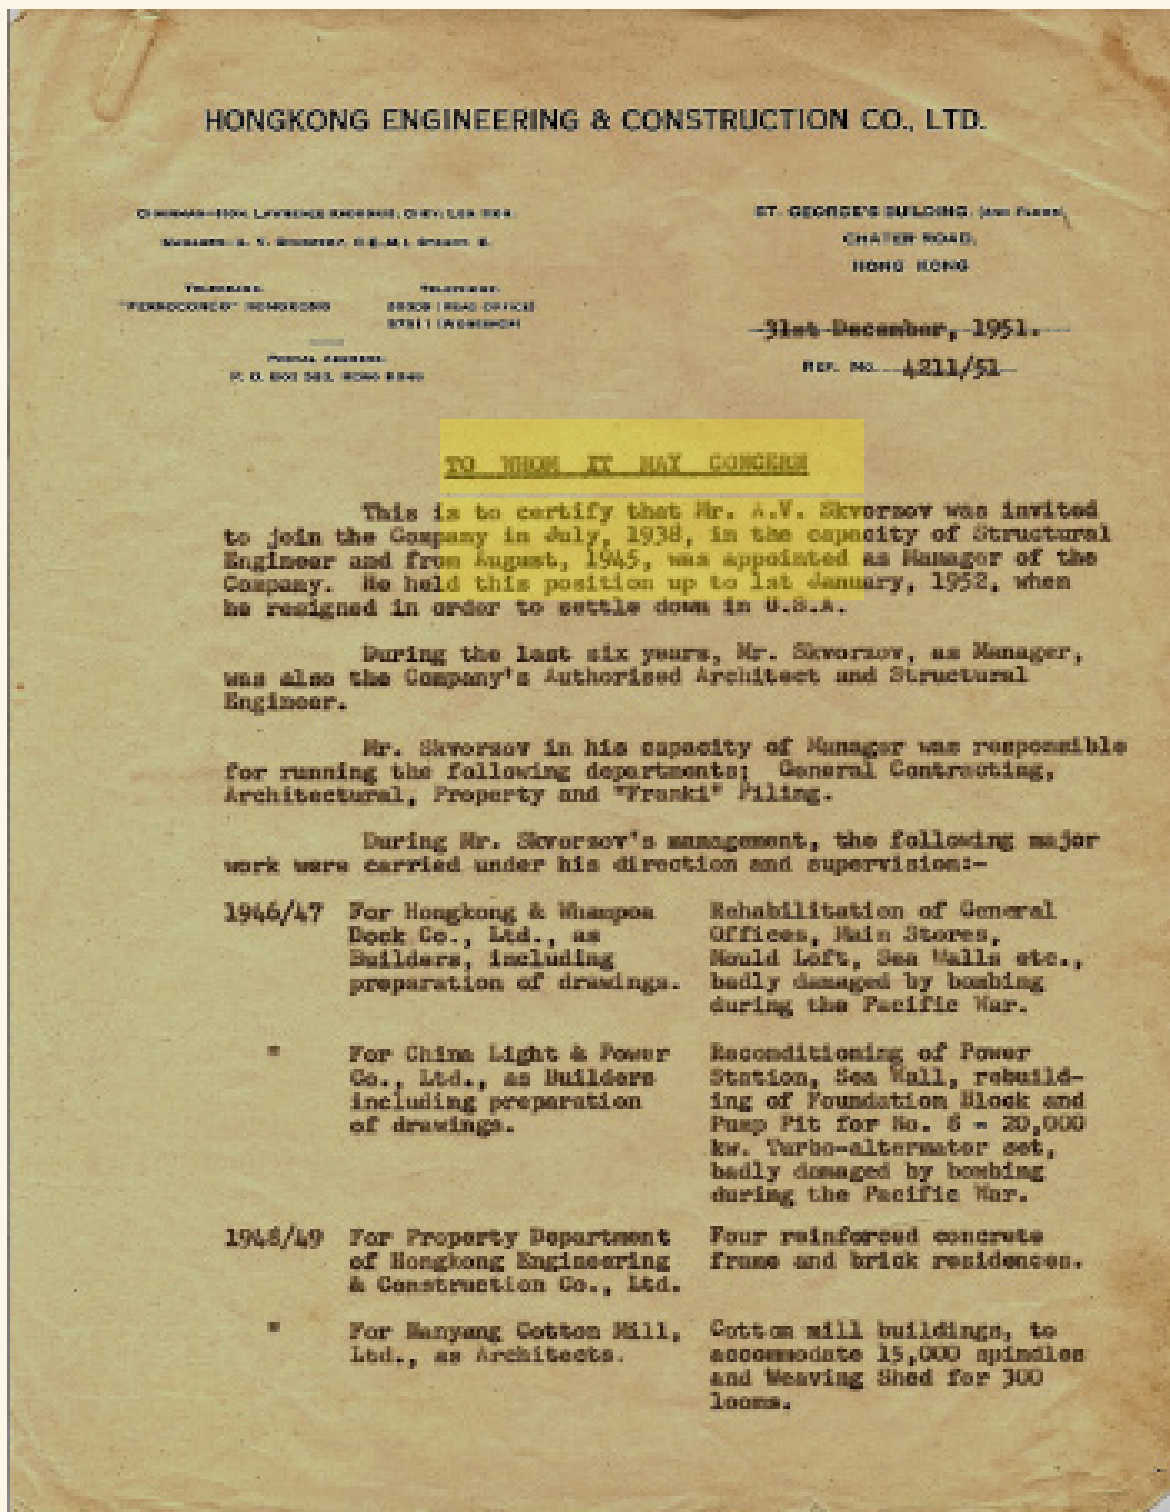 HONGKONG ENGINEERING & CONSTRUCTION CO., LTD.
ST. GEORGE'S BUILDING,
CHATER ROAD,
HONG KONG
"FERROCONCO" HONGKONG
31st December, 1951.
REF. No. 4211/51
P. O. BOX HONG KONG
TO WHOM IT MAY CONCERN
This is to certify that Mr. A.V. Skvorzov was invited
to join the Company in July, 1938, in the capacity of Structural
Engineer and from August, 1945, was appointed as Manager of the
Company. He held this position up to 1st January, 1952, when
he resigned in order to settle down in U.S.A.
During the last six years, Mr. Skvorzov, as Manager,
was also the Company's Authorised Architect and Structural
Engineer.
Mr. Skvorzov in his capacity of Manager was responsible
for running the following departments; General Contracting,
Architectural, Property and "Franki" Piling.
During Mr. Skvorzov's management, the following major
work were carried under his direction and supervision:-
1946/47 For Hongkong & Whampoa
Dock Co., Ltd., as
Builders, including
preparation of drawings.
Rehabilitation of General
Offices, Main Stores,
Mould Loft, Sea Walls etc.,
badly damaged by bombing
during the Pacific War.
" For China Light & Power
Co., Ltd., as Builders
including preparation
of drawings.
Reconditioning of Power
Station, Sea Wall, rebuild-
ing of Foundation Block and
Pump Pit for No. - 20,000
kw. Turbo-alternator set,
badly damaged by bombing
during the Pacific War.
1948/49 For Property Department
of Hongkong Engineering
& Construction Co., Ltd.
Four reinforced concrete
frame and brick residences.
" For Nanyang Cotton Mill,
Ltd., as Architects.
Cotton mill buildings, to
accommodate 15,000 spindles
and Weaving Shed for 300
looms.